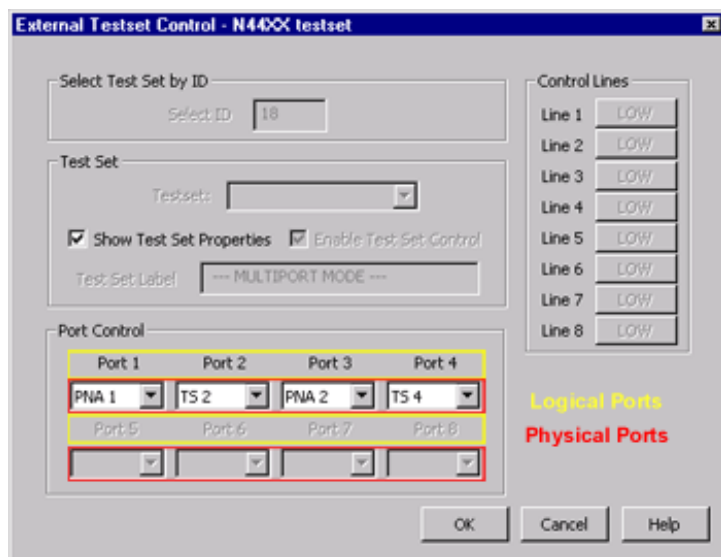 External Testset Control - N44XX testset
Select Test Set by ID
Select ID 18
Test Set
Testset:
Show Test Set Properties Enable Test Set Control
Test Set Label --- MULTIPORT MODE ---
Port Control
Port 1 Port 2 Port 3 Port 4
PNA 1 TS 2 PNA 2 TS 4
Port 5 Port 6 Port 7 Port 8
Control Lines
Line 1 LOW
Line 2 LOW
Line 3 LOW
Line 4 LOW
Line 5 LOW
Line 6 LOW
Line 7 LOW
Line 8 LOW
Logical Ports
Physical Ports
OK Cancel Help